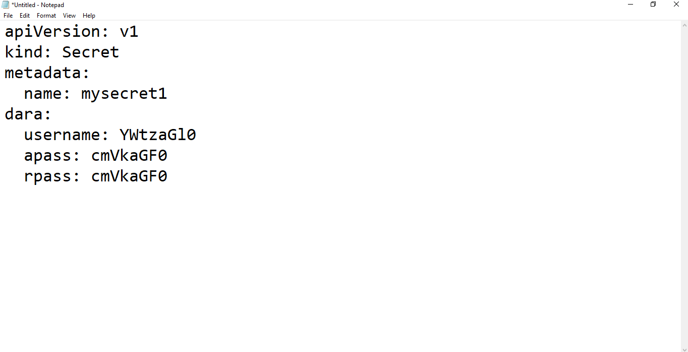 *Untitled - Notepad
File Edit Format View Help
apiVersion: v1
kind: Secret
metadata:
  name: mysecret1
dara:
  username: YWtzaGl0
  apass: cmVkaGF0
  rpass: cmVkaGF0